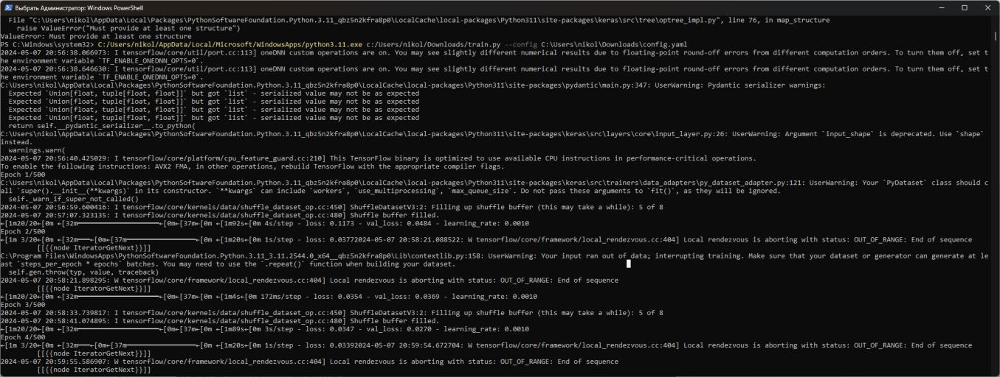 Выбрать Администратор: Windows PowerShell
  File "C:\Users\nikol\AppData\Local\Packages\PythonSoftwareFoundation.Python.3.11_qbz5n2kfra8p0\LocalCache\local-packages\Python311\site-packages\keras\src\tree\optree_impl.py", line 76, in map_structure
    raise ValueError("Must provide at least one structure")
ValueError: Must provide at least one structure
PS C:\Windows\system32> C:/Users/nikol/AppData/Local/Microsoft/WindowsApps/python3.11.exe c:/Users/nikol/Downloads/train.py --config C:\Users\nikol\Downloads\config.yaml
2024-05-07 20:56:38.066973: I tensorflow/core/util/port.cc:113] oneDNN custom operations are on. You may see slightly different numerical results due to floating-point round-off errors from different computation orders. To turn them off, set t
he environment variable `TF_ENABLE_ONEDNN_OPTS=0`.
2024-05-07 20:56:38.646630: I tensorflow/core/util/port.cc:113] oneDNN custom operations are on. You may see slightly different numerical results due to floating-point round-off errors from different computation orders. To turn them off, set t
he environment variable `TF_ENABLE_ONEDNN_OPTS=0`.
C:\Users\nikol\AppData\Local\Packages\PythonSoftwareFoundation.Python.3.11_qbz5n2kfra8p0\LocalCache\local-packages\Python311\site-packages\pydantic\main.py:347: UserWarning: Pydantic serializer warnings:
  Expected `Union[float, tuple[float, float]]` but got `list` - serialized value may not be as expected
  Expected `Union[float, tuple[float, float]]` but got `list` - serialized value may not be as expected
  Expected `Union[float, tuple[float, float]]` but got `list` - serialized value may not be as expected
  Expected `Union[float, tuple[float, float]]` but got `list` - serialized value may not be as expected
  return self.__pydantic_serializer__.to_python(
C:\Users\nikol\AppData\Local\Packages\PythonSoftwareFoundation.Python.3.11_qbz5n2kfra8p0\LocalCache\local-packages\Python311\site-packages\keras\src\layers\core\input_layer.py:26: UserWarning: Argument `input_shape` is deprecated. Use `shape`
instead.
  warnings.warn(
2024-05-07 20:56:40.425029: I tensorflow/core/platform/cpu_feature_guard.cc:210] This TensorFlow binary is optimized to use available CPU instructions in performance-critical operations.
To enable the following instructions: AVX2 FMA, in other operations, rebuild TensorFlow with the appropriate compiler flags.
Epoch 1/500
C:\Users\nikol\AppData\Local\Packages\PythonSoftwareFoundation.Python.3.11_qbz5n2kfra8p0\LocalCache\local-packages\Python311\site-packages\keras\src\trainers\data_adapters\py_dataset_adapter.py:121: UserWarning: Your `PyDataset` class should c
all `super().__init__(**kwargs)` in its constructor. `**kwargs` can include `workers`, `use_multiprocessing`, `max_queue_size`. Do not pass these arguments to `fit()`, as they will be ignored.
  self._warn_if_super_not_called()
2024-05-07 20:56:59.600416: I tensorflow/core/kernels/data/shuffle_dataset_op.cc:450] ShuffleDatasetV3:2: Filling up shuffle buffer (this may take a while): 5 of 8
2024-05-07 20:57:07.323135: I tensorflow/core/kernels/data/shuffle_dataset_op.cc:480] Shuffle buffer filled.
←[1m20/20←[0m ←[32m━━━━━━━━━━━━━━━━━━━━←[0m←[37m←[0m ←[1m92s←[0m 4s/step - loss: 0.1173 - val_loss: 0.0484 - learning_rate: 0.0010
Epoch 2/500
←[1m 3/20←[0m ←[32m━━━←[0m←[37m━━━━━━━━━━━━━━━━━←[0m ←[1m20s←[0m 1s/step - loss: 0.03772024-05-07 20:58:21.088522: W tensorflow/core/framework/local_rendezvous.cc:404] Local rendezvous is aborting with status: OUT_OF_RANGE: End of sequence
         [[{{node IteratorGetNext}}]]
C:\Program Files\WindowsApps\PythonSoftwareFoundation.Python.3.11_3.11.2544.0_x64__qbz5n2kfra8p0\Lib\contextlib.py:158: UserWarning: Your input ran out of data; interrupting training. Make sure that your dataset or generator can generate at le
ast `steps_per_epoch * epochs` batches. You may need to use the `.repeat()` function when building your dataset.
  self.gen.throw(typ, value, traceback)
2024-05-07 20:58:21.898295: W tensorflow/core/framework/local_rendezvous.cc:404] Local rendezvous is aborting with status: OUT_OF_RANGE: End of sequence
         [[{{node IteratorGetNext}}]]
←[1m20/20←[0m ←[32m━━━━━━━━━━━━━━━━━━━━←[0m←[37m←[0m ←[1m4s←[0m 172ms/step - loss: 0.0354 - val_loss: 0.0369 - learning_rate: 0.0010
Epoch 3/500
2024-05-07 20:58:33.739817: I tensorflow/core/kernels/data/shuffle_dataset_op.cc:450] ShuffleDatasetV3:2: Filling up shuffle buffer (this may take a while): 5 of 8
2024-05-07 20:58:41.074895: I tensorflow/core/kernels/data/shuffle_dataset_op.cc:480] Shuffle buffer filled.
←[1m20/20←[0m ←[32m━━━━━━━━━━━━━━━━━━━━←[0m←[37m←[0m ←[1m89s←[0m 3s/step - loss: 0.0347 - val_loss: 0.0270 - learning_rate: 0.0010
Epoch 4/500
←[1m 3/20←[0m ←[32m━━━←[0m←[37m━━━━━━━━━━━━━━━━━←[0m ←[1m20s←[0m 1s/step - loss: 0.03392024-05-07 20:59:54.672704: W tensorflow/core/framework/local_rendezvous.cc:404] Local rendezvous is aborting with status: OUT_OF_RANGE: End of sequence
         [[{{node IteratorGetNext}}]]
2024-05-07 20:59:55.586907: W tensorflow/core/framework/local_rendezvous.cc:404] Local rendezvous is aborting with status: OUT_OF_RANGE: End of sequence
         [[{{node IteratorGetNext}}]]